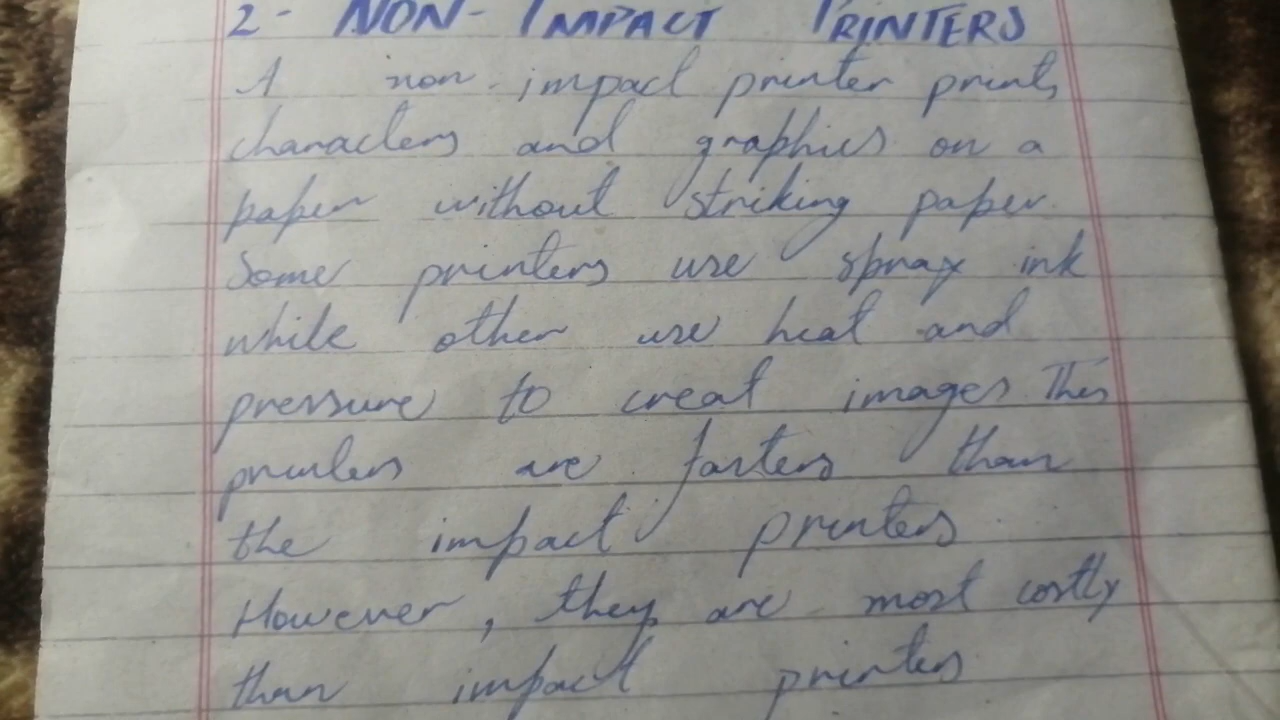 2- NON-IMPACT PRINTERS
A non-impact printer prints
characters and graphics on a
paper without striking paper.
Some printers use spray ink
while other use heat and
pressure to creat images. This
printers are fasters than
the impact printers
However, they are most costly
than impact printers